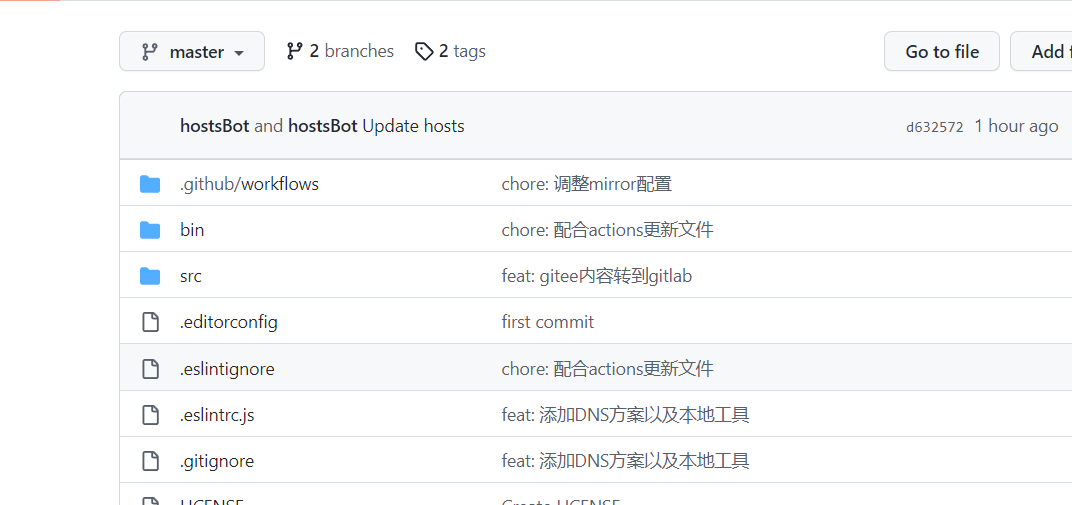 master 2 branches 2 tags Go to file Add
hostsBot and hostsBot Update hosts d632572 1 hour ago
.github/workflows chore: 调整mirror配置
bin chore: 配合actions更新文件
src feat: gitee内容转到gitlab
.editorconfig first commit
.eslintignore chore: 配合actions更新文件
.eslintrc.js feat: 添加DNS方案以及本地工具
.gitignore feat: 添加DNS方案以及本地工具
LICENSE Create LICENSE